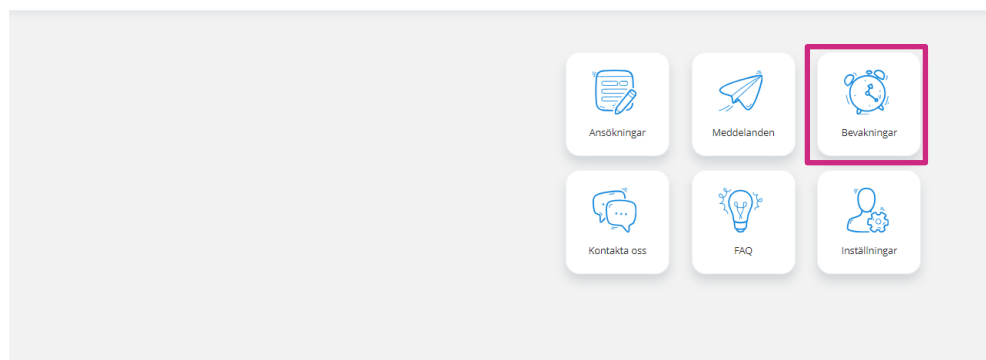 Ansökningar
Meddelanden
Bevakningar
Kontakta oss
FAQ
Inställningar